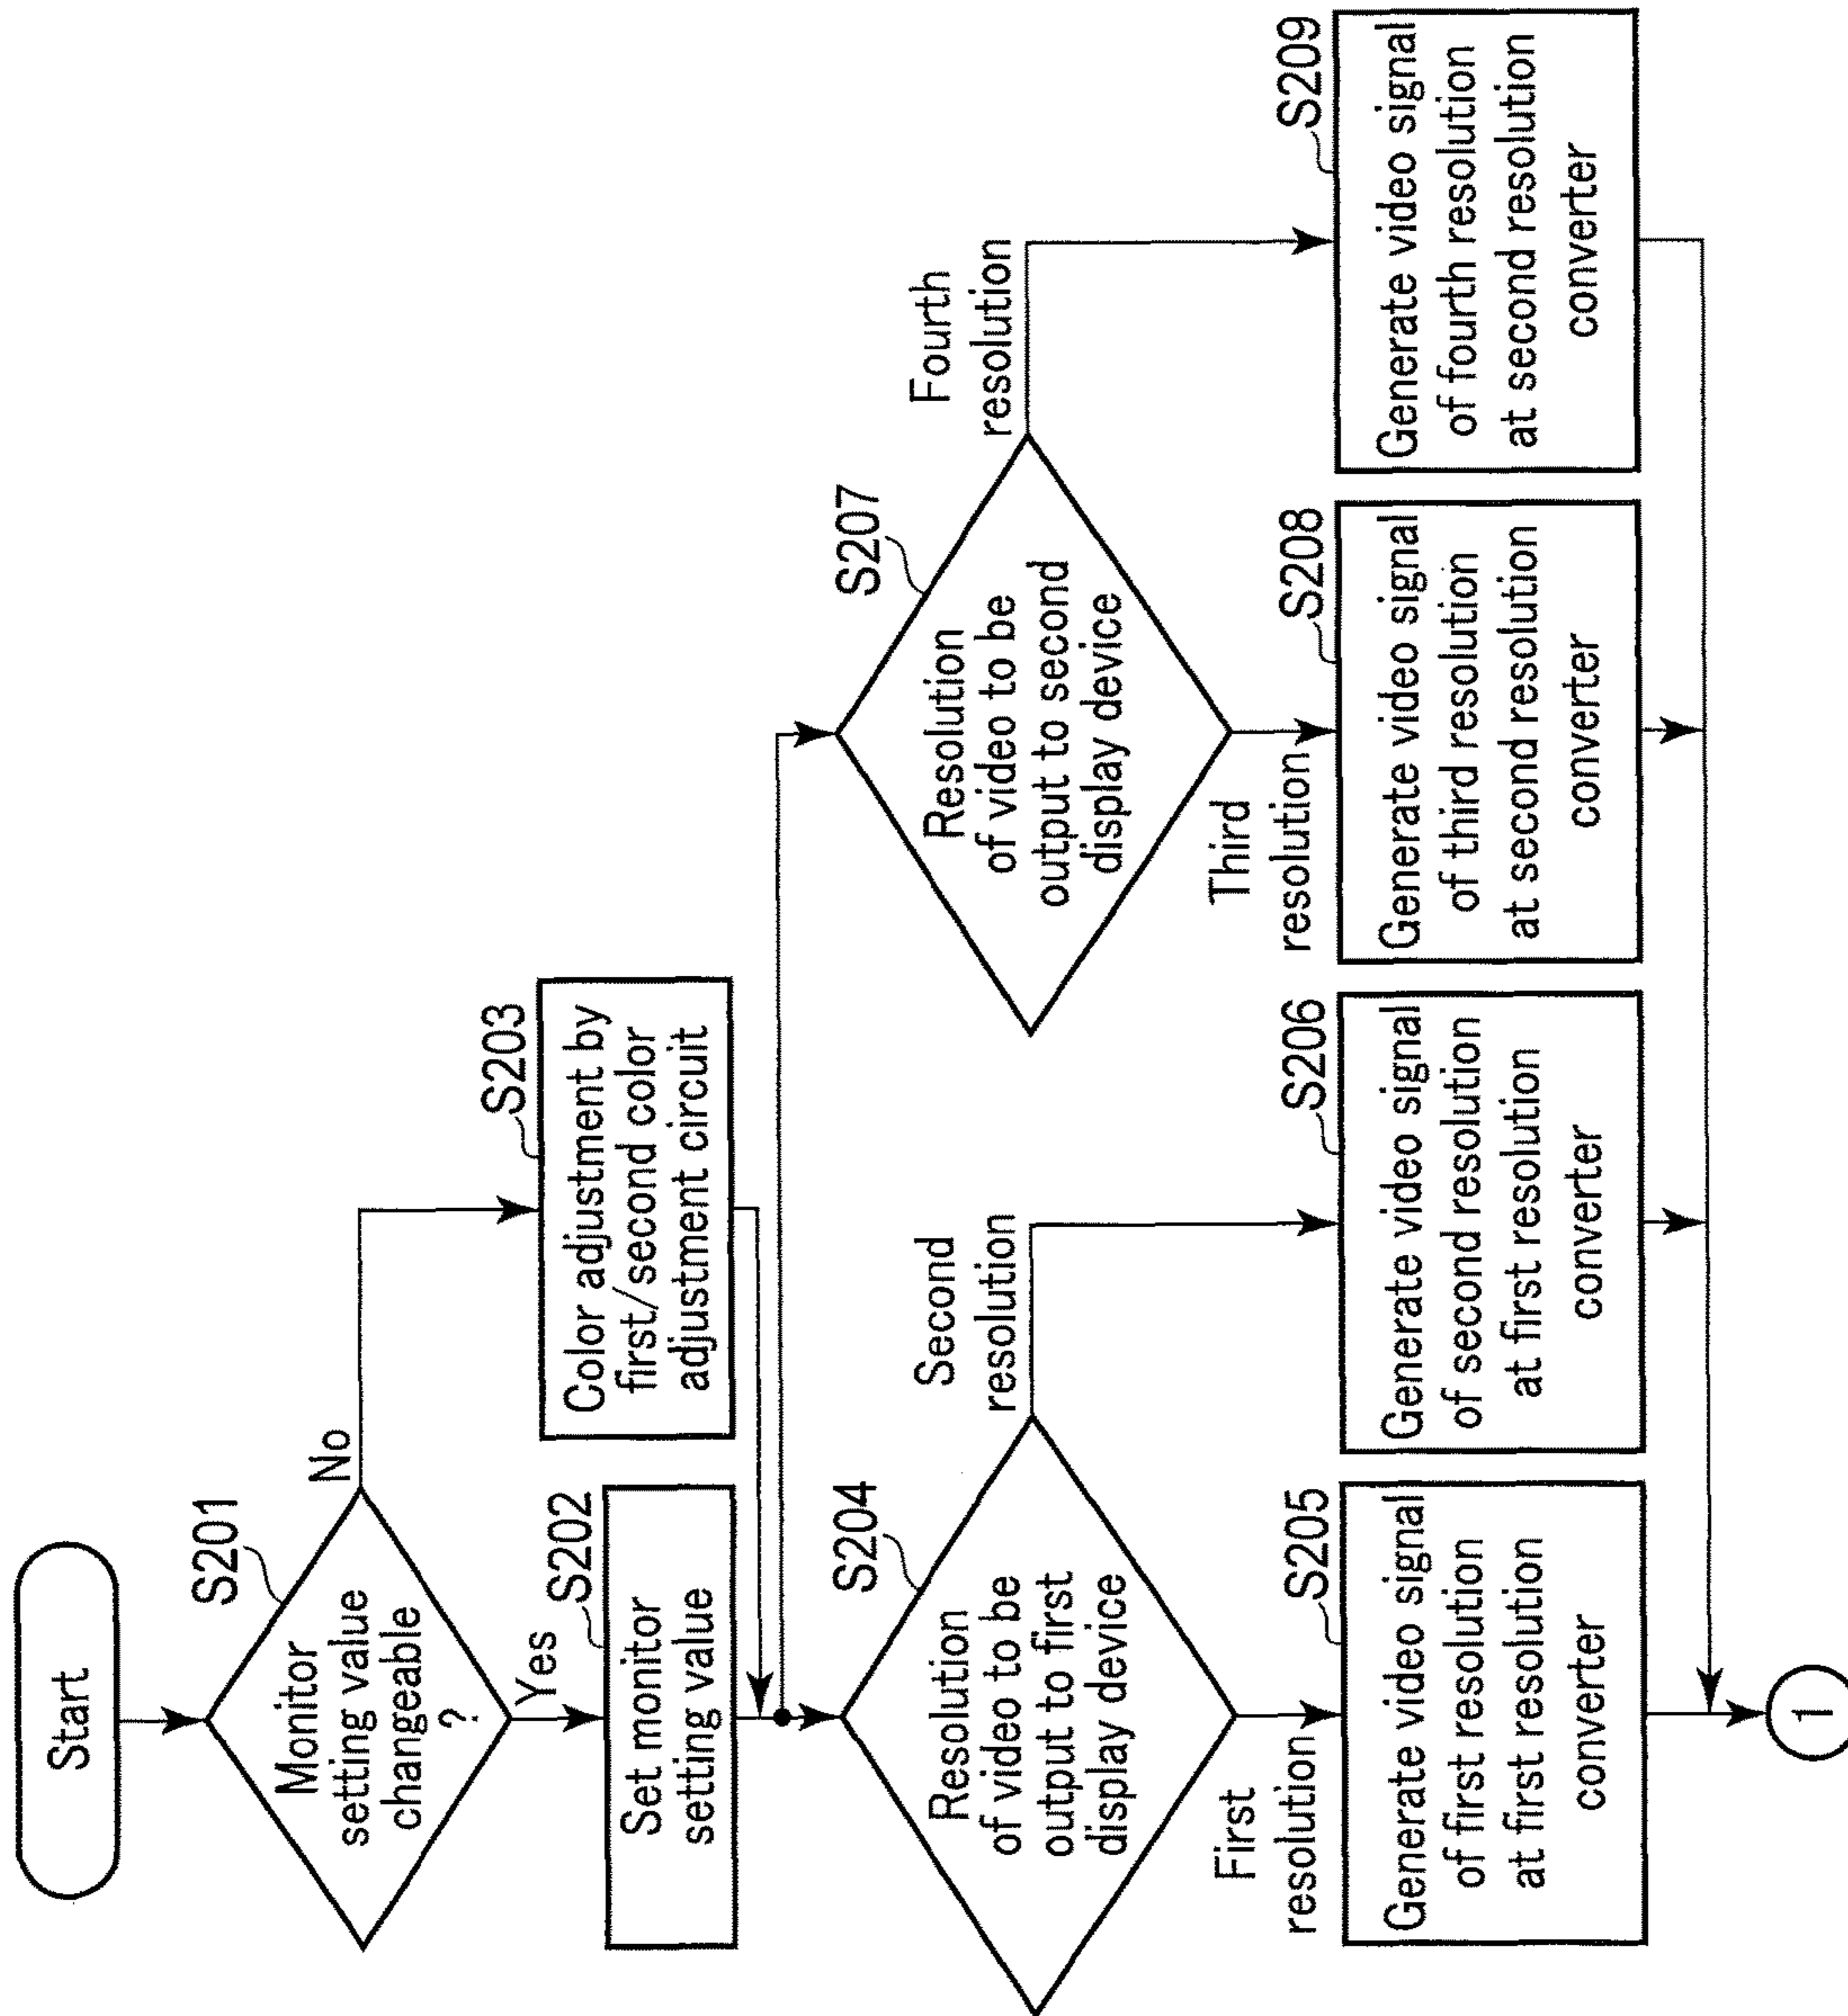 Start
S201
Monitor
setting value
changeable
?
No
Yes
S202
Set monitor
setting value
S203
Color adjustment by
first/second color
adjustment circuit
S204
Resolution
of video to be
output to first
display device
Second
resolution
First
resolution
S207
Resolution
of video to be
output to second
display device
Fourth
resolution
Third
resolution
S205
Generate video signal
of first resolution
at first resolution
converter
S206
Generate video signal
of second resolution
at first resolution
converter
S208
Generate video signal
of third resolution
at second resolution
converter
S209
Generate video signal
of fourth resolution
at second resolution
converter
1